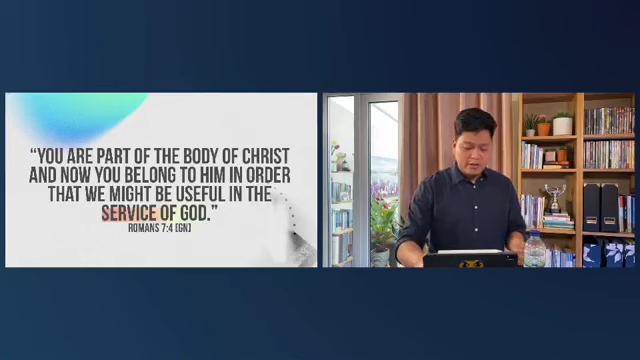 “YOU ARE PART OF THE BODY OF CHRIST
AND NOW YOU BELONG TO HIM IN ORDER
THAT WE MIGHT BE USEFUL IN THE
SERVICE OF GOD.”
ROMANS 7:4 (GN)